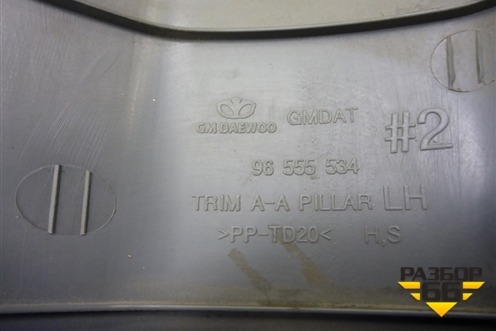 GM DAEWOO GMDAT #2
96 555 534
TRIM A-A PILLAR LH
>PP-TD20< H,S
РАЗБОР
66